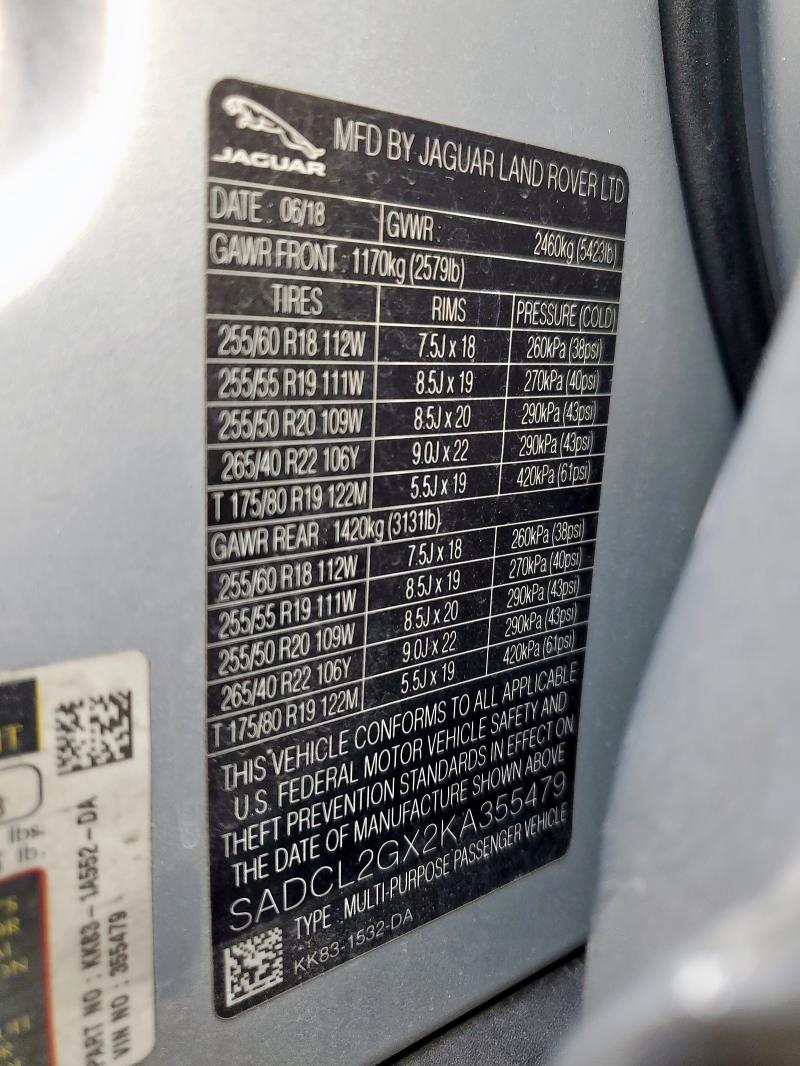 JAGUAR
MFD BY JAGUAR LAND ROVER LTD
DATE : 06/18 GVWR : 2460kg (5423lb)
GAWR FRONT : 1170kg (2579lb)
TIRES RIMS PRESSURE (COLD)
255/60 R18 112W 7.5J x 18 260kPa (38psi)
255/55 R19 111W 8.5J x 19 270kPa (40psi)
255/50 R20 109W 8.5J x 20 290kPa (43psi)
265/40 R22 106Y 9.0J x 22 290kPa (43psi)
T 175/80 R19 122M 5.5J x 19 420kPa (61psi)
GAWR REAR : 1420kg (3131lb)
255/60 R18 112W 7.5J x 18 260kPa (38psi)
255/55 R19 111W 8.5J x 19 270kPa (40psi)
255/50 R20 109W 8.5J x 20 290kPa (43psi)
265/40 R22 106Y 9.0J x 22 290kPa (43psi)
T 175/80 R19 122M 5.5J x 19 420kPa (61psi)
THIS VEHICLE CONFORMS TO ALL APPLICABLE
U.S. FEDERAL MOTOR VEHICLE SAFETY AND
THEFT PREVENTION STANDARDS IN EFFECT ON
THE DATE OF MANUFACTURE SHOWN ABOVE
SADCL2GX2KA355479
TYPE : MULTI-PURPOSE PASSENGER VEHICLE
KK83-1532-DA
lbs.
lb.
PART NO : KK83-1A552-DA
VIN NO : 355479